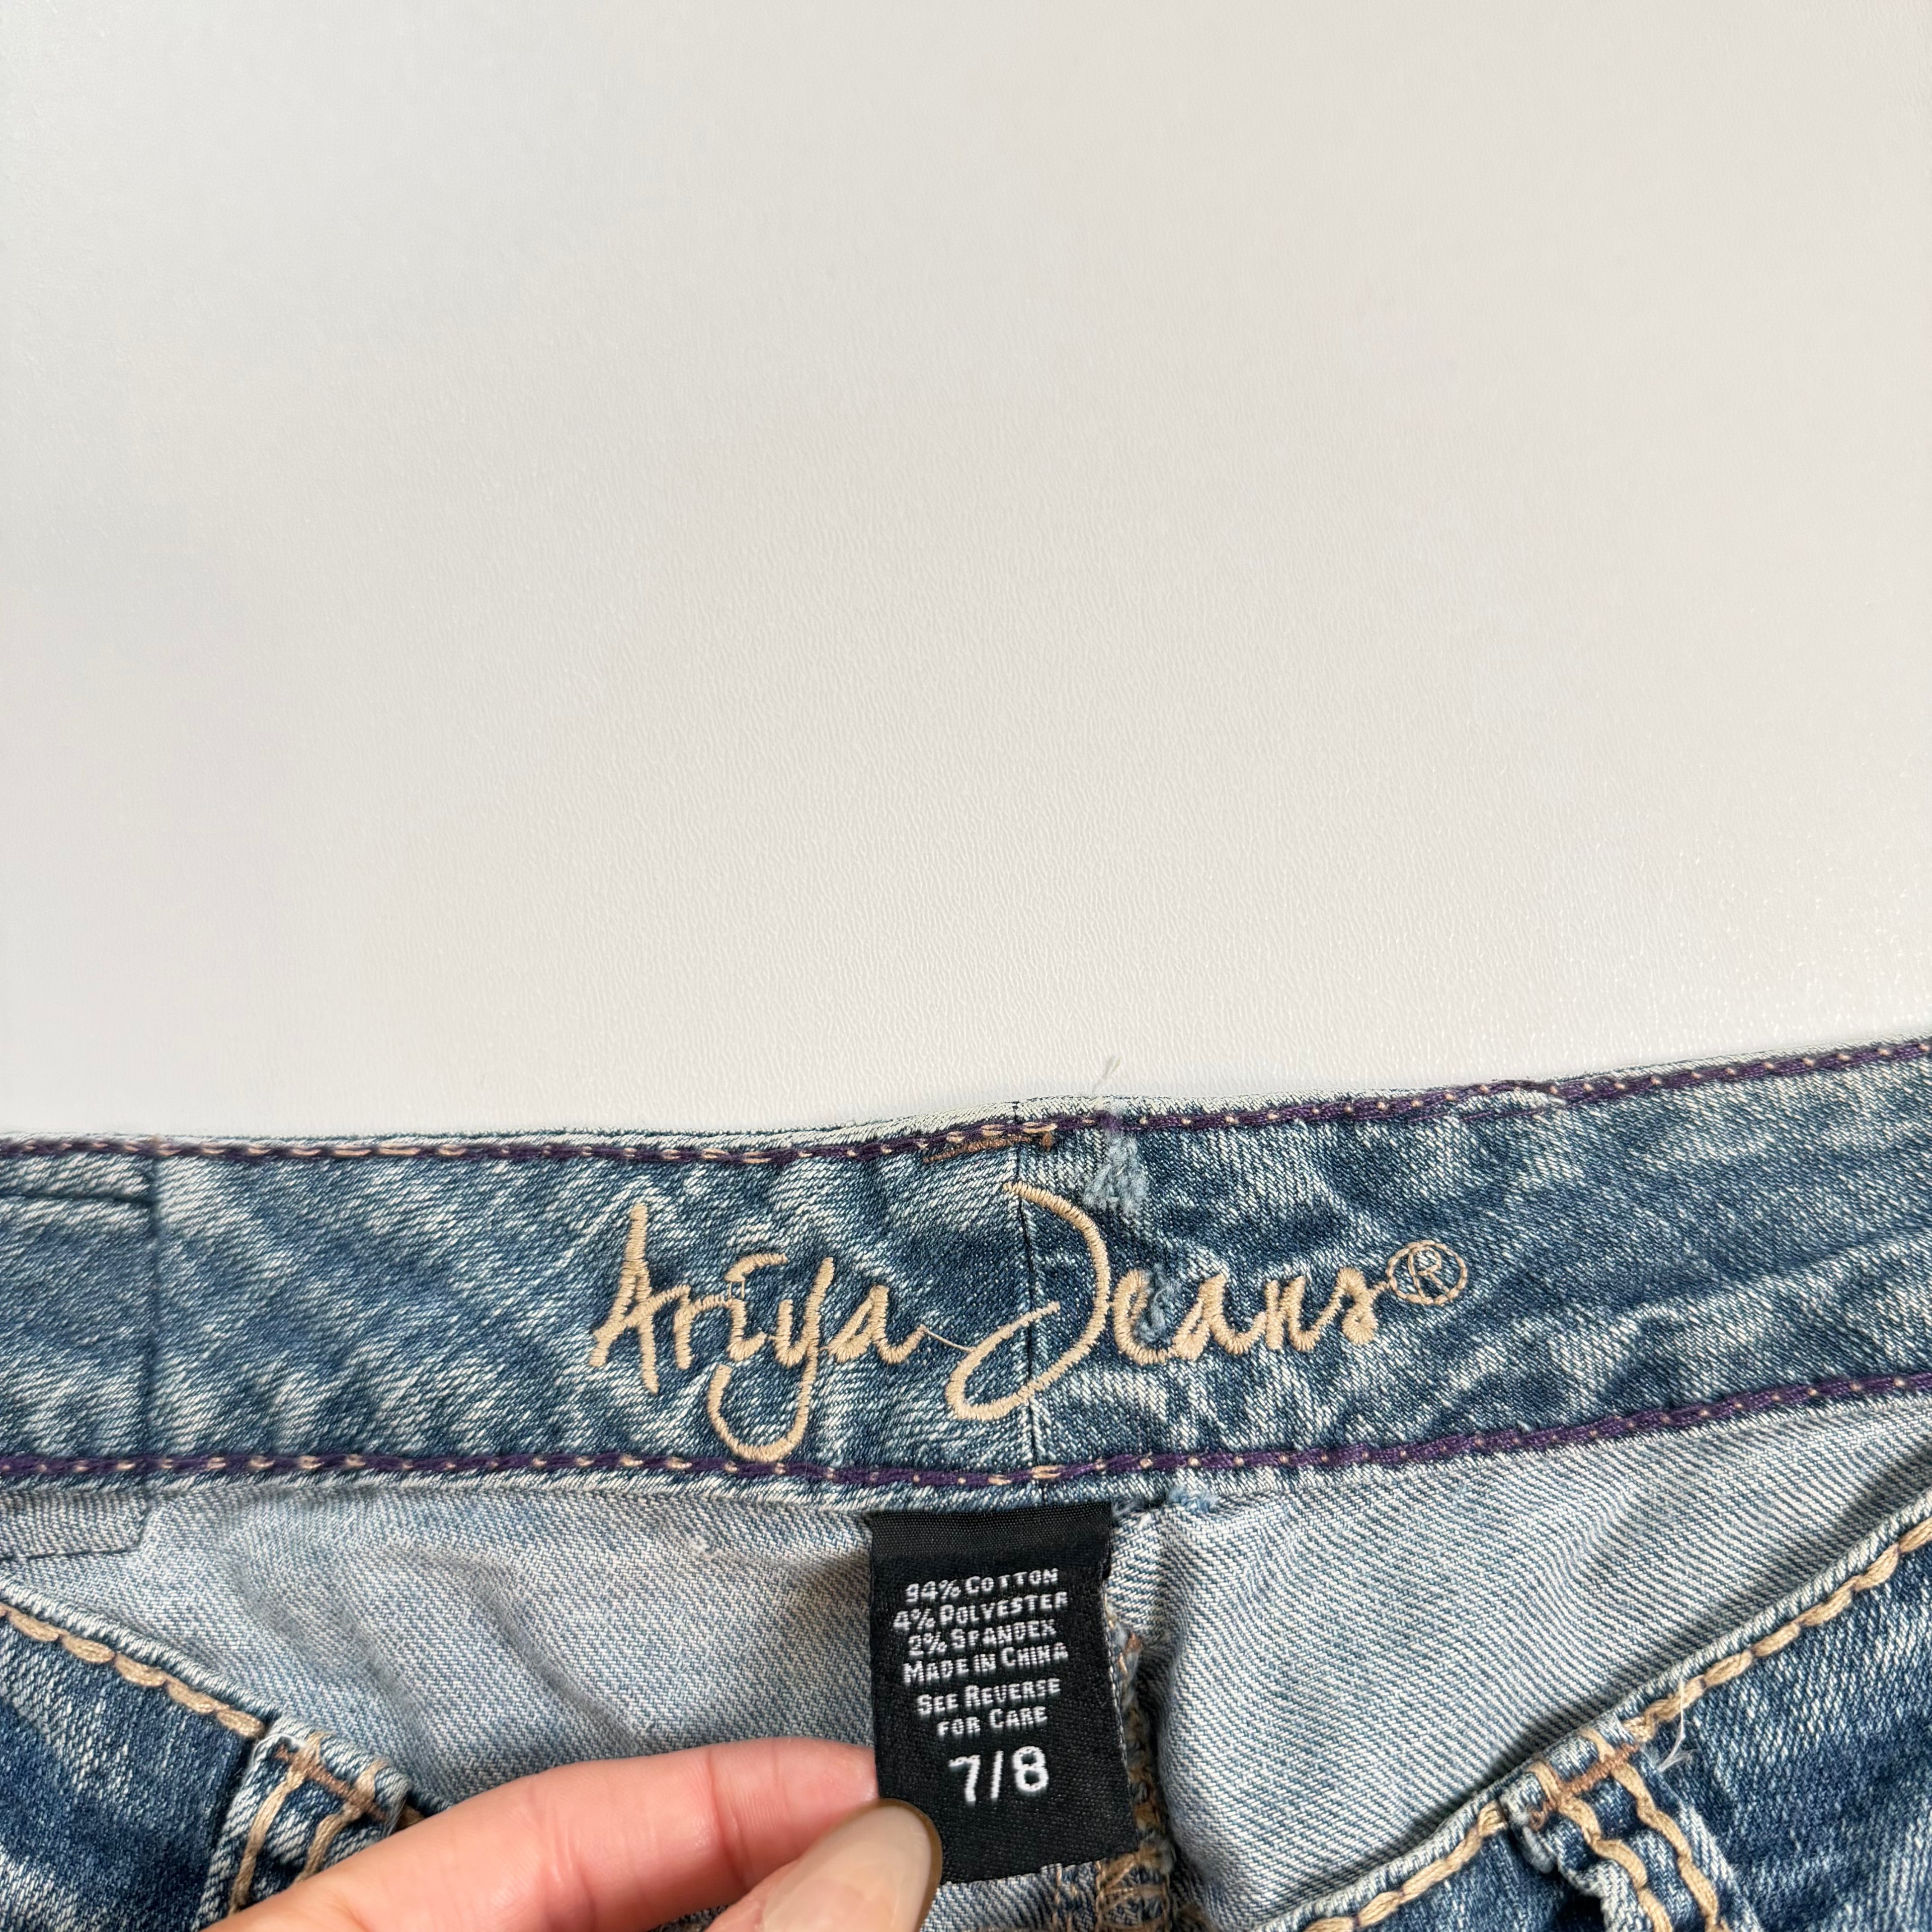 Ariya Jeans®
94% COTTON
4% POLYESTER
2% SPANDEX
MADE IN CHINA
SEE REVERSE
FOR CARE
7/8